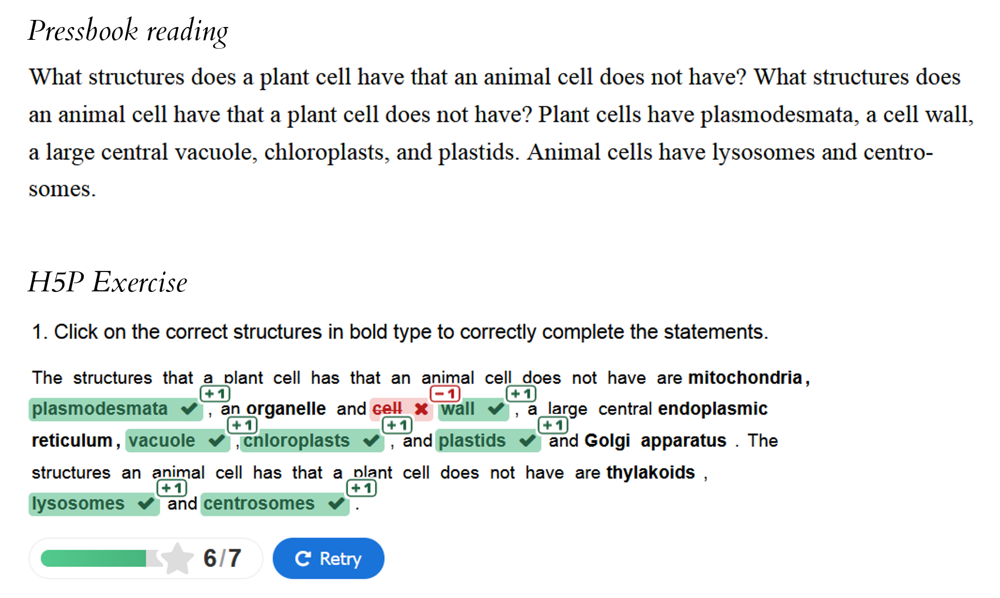 Pressbook reading
What structures does a plant cell have that an animal cell does not have? What structures does
an animal cell have that a plant cell does not have? Plant cells have plasmodesmata, a cell wall,
a large central vacuole, chloroplasts, and plastids. Animal cells have lysosomes and centro-
somes.
H5P Exercise
1. Click on the correct structures in bold type to correctly complete the statements.
The structures that a plant cell has that an animal cell does not have are mitochondria,
plasmodesmata ✔ +1 , an organelle and cell ✖ −1 wall ✔ +1 , a large central endoplasmic
reticulum, vacuole ✔ +1 , chloroplasts ✔ +1 , and plastids ✔ +1 and Golgi apparatus . The
structures an animal cell has that a plant cell does not have are thylakoids ,
lysosomes ✔ +1 and centrosomes ✔ +1 .
6/7 Retry